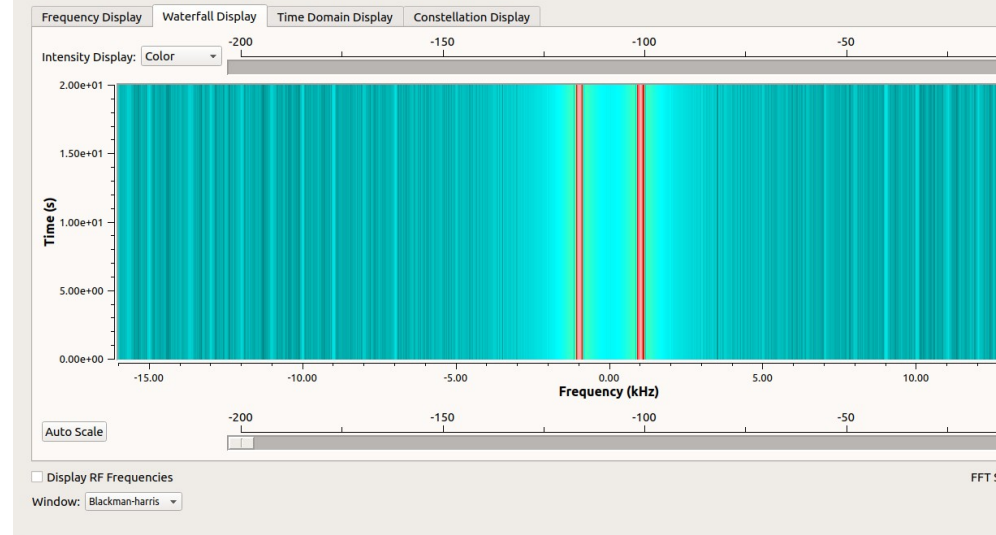 Frequency Display Waterfall Display Time Domain Display Constellation Display
-200 -150 -100 -50
Intensity Display: Color
2.00e+01
1.50e+01
1.00e+01
5.00e+00
0.00e+00
Time (s)
-15.00 -10.00 -5.00 0.00 5.00 10.00
Frequency (kHz)
-200 -150 -100 -50
Auto Scale
Display RF Frequencies
FFT S
Window: Blackman-harris